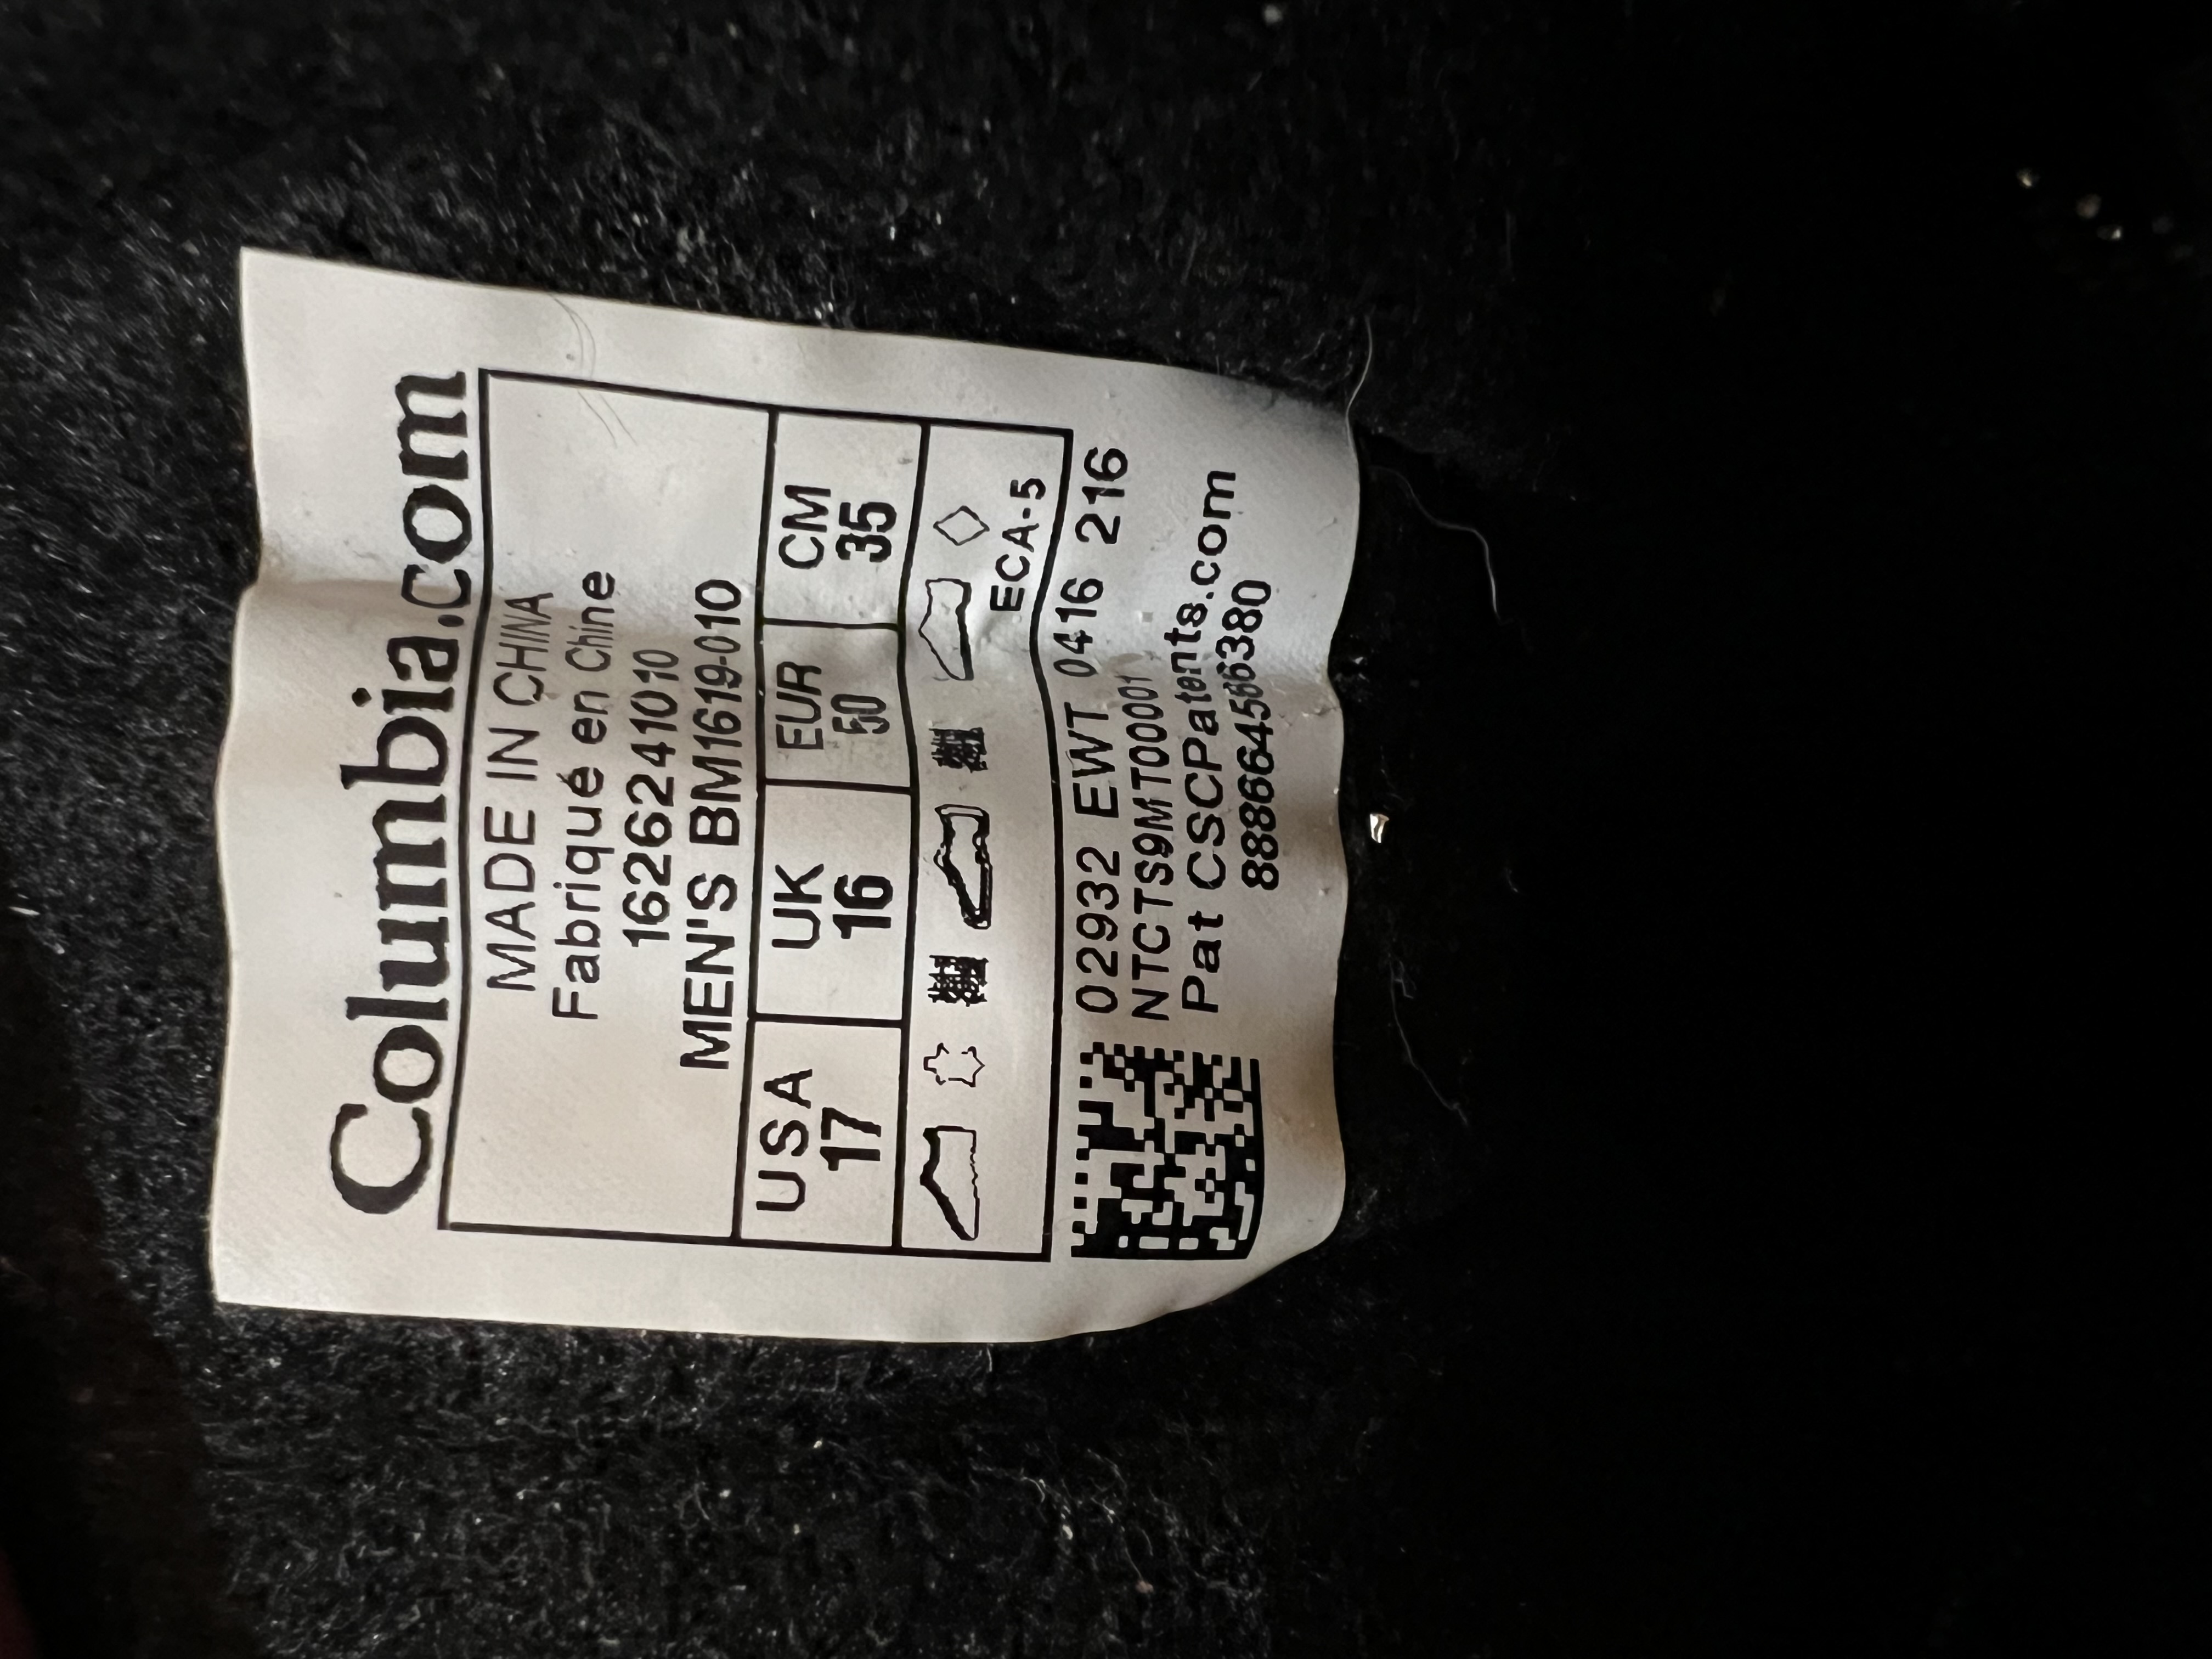 Columbia.com
MADE IN CHINA
Fabriqué en Chine
1626241010
MEN'S BM1619-010
USA UK EUR CM
17 16 50 35
ECA-5
02932 EWT 0416 216
NTCTS9MT00001
Pat CSCPatents.com
888664566380